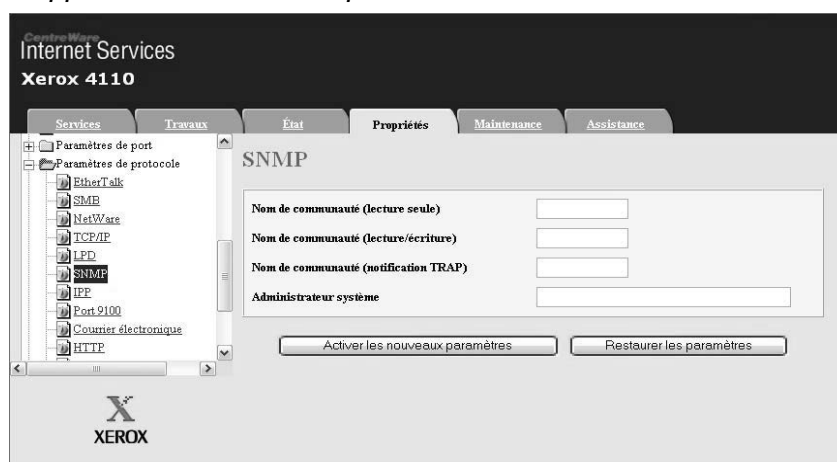 CentreWare
Internet Services
Xerox 4110
Services Travaux État Propriétés Maintenance Assistance
Paramètres de port
Paramètres de protocole
EtherTalk
SMB
NetWare
TCP/IP
LPD
SNMP
IPP
Port 9100
Courrier électronique
HTTP
SNMP
Nom de communauté (lecture seule)
Nom de communauté (lecture/écriture)
Nom de communauté (notification TRAP)
Administrateur système
Activer les nouveaux paramètres Restaurer les paramètres
X
XEROX